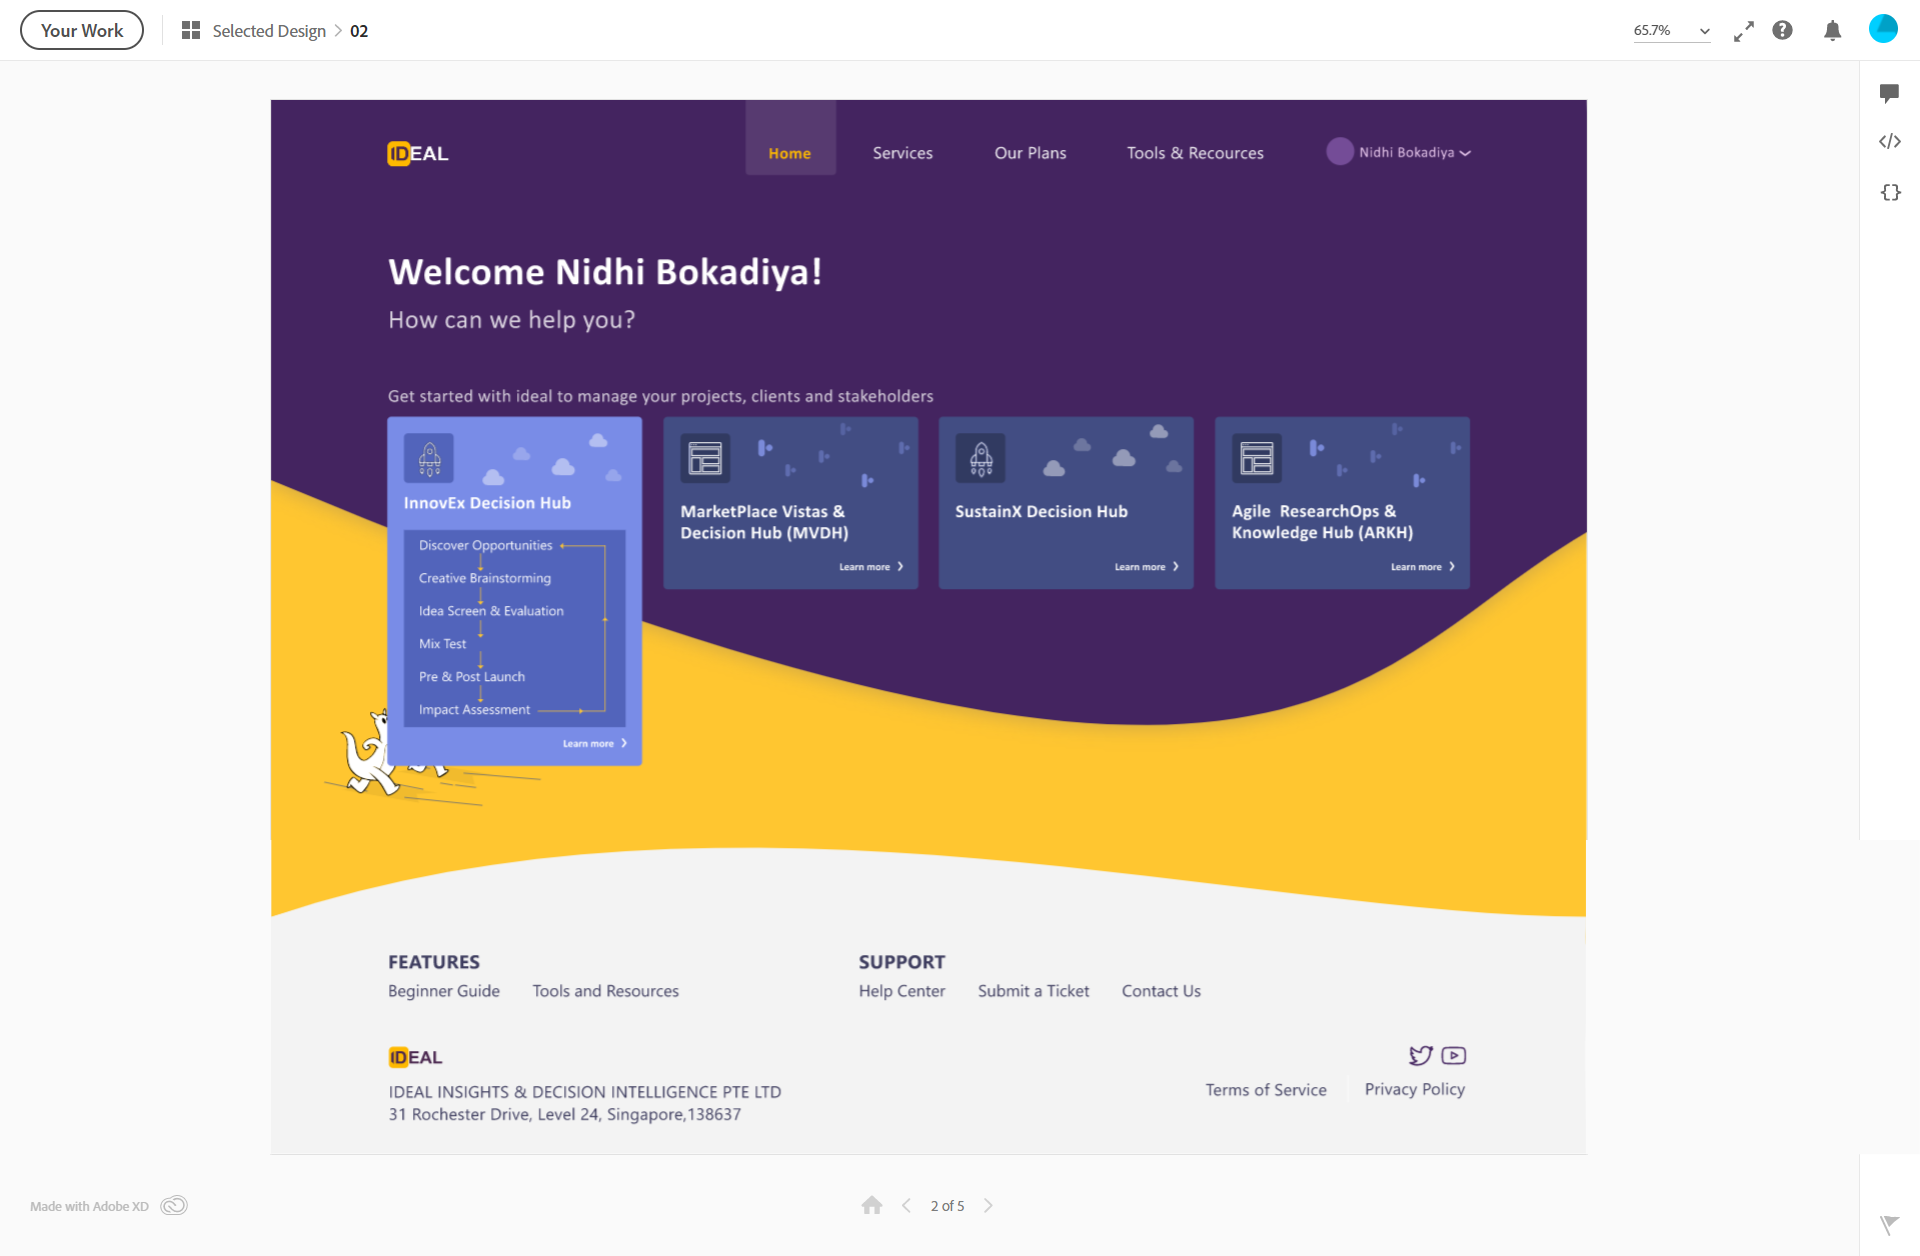 Your Work
Selected Design > 02
65.7%
IDEAL
Home
Services
Our Plans
Tools & Recources
Nidhi Bokadiya
Welcome Nidhi Bokadiya!
How can we help you?
Get started with ideal to manage your projects, clients and stakeholders
InnovEx Decision Hub
Discover Opportunities
Creative Brainstorming
Idea Screen & Evaluation
Mix Test
Pre & Post Launch
Impact Assessment
Learn more
MarketPlace Vistas &
Decision Hub (MVDH)
Learn more
SustainX Decision Hub
Learn more
Agile ResearchOps &
Knowledge Hub (ARKH)
Learn more
FEATURES
Beginner Guide
Tools and Resources
SUPPORT
Help Center
Submit a Ticket
Contact Us
IDEAL
IDEAL INSIGHTS & DECISION INTELLIGENCE PTE LTD
31 Rochester Drive, Level 24, Singapore,138637
Terms of Service
Privacy Policy
Made with Adobe XD
2 of 5